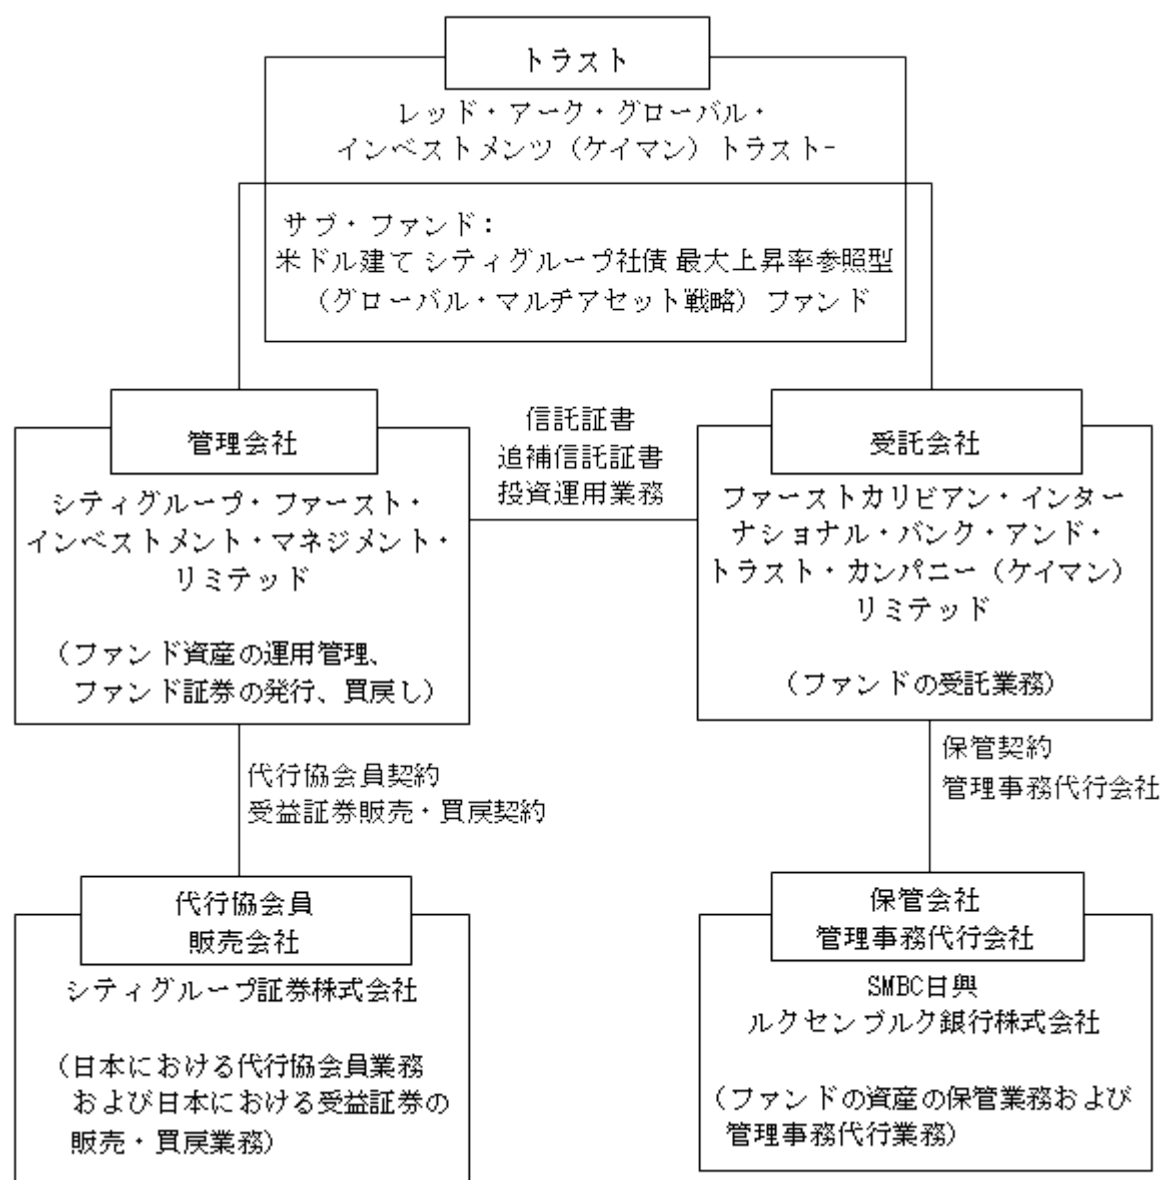 トラスト
レッド・アーク・グローバル・
インベストメンツ（ケイマン）トラスト-
サブ・ファンド：
米ドル建て シティグループ社債 最大上昇率参照型
（グローバル・マルチアセット戦略）ファンド
管理会社
シティグループ・ファースト・
インベストメント・マネジメント・
リミテッド
（ファンド資産の運用管理、
ファンド証券の発行、買戻し）
信託証書
追補信託証書
投資運用業務
受託会社
ファーストカリビアン・インター
ナショナル・バンク・アンド・
トラスト・カンパニー（ケイマン）
リミテッド
（ファンドの受託業務）
代行協会員契約
受益証券販売・買戻契約
保管契約
管理事務代行会社
代行協会員
販売会社
シティグループ証券株式会社
（日本における代行協会員業務
および日本における受益証券の
販売・買戻業務）
保管会社
管理事務代行会社
SMBC日興
ルクセンブルク銀行株式会社
（ファンドの資産の保管業務および
管理事務代行業務）